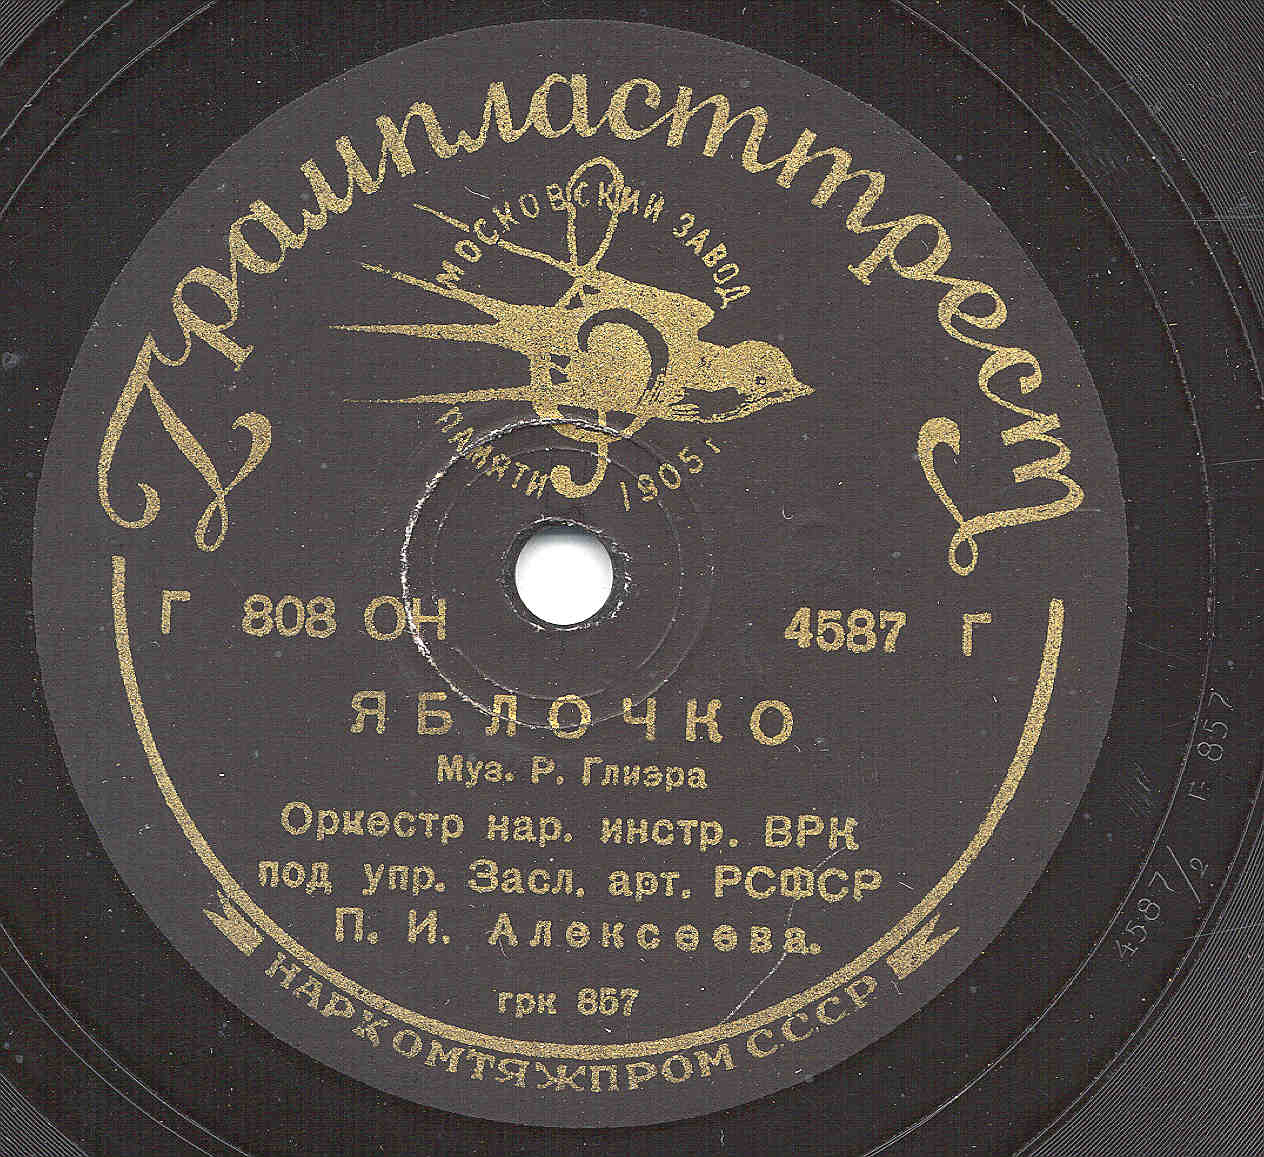 Грампласттрест
МОСКОВСКИЙ ЗАВОД
ПАМЯТИ 1905 г
Г 808 ОН 4587 Г
ЯБЛОЧКО
Муз. Р. Глиэра
Оркестр нар. инстр. ВРК
под упр. Засл. арт. РСФСР
П. И. Алексеева.
грк 857
НАРКОМТЯЖПРОМ СССР
4587/2 Г 857